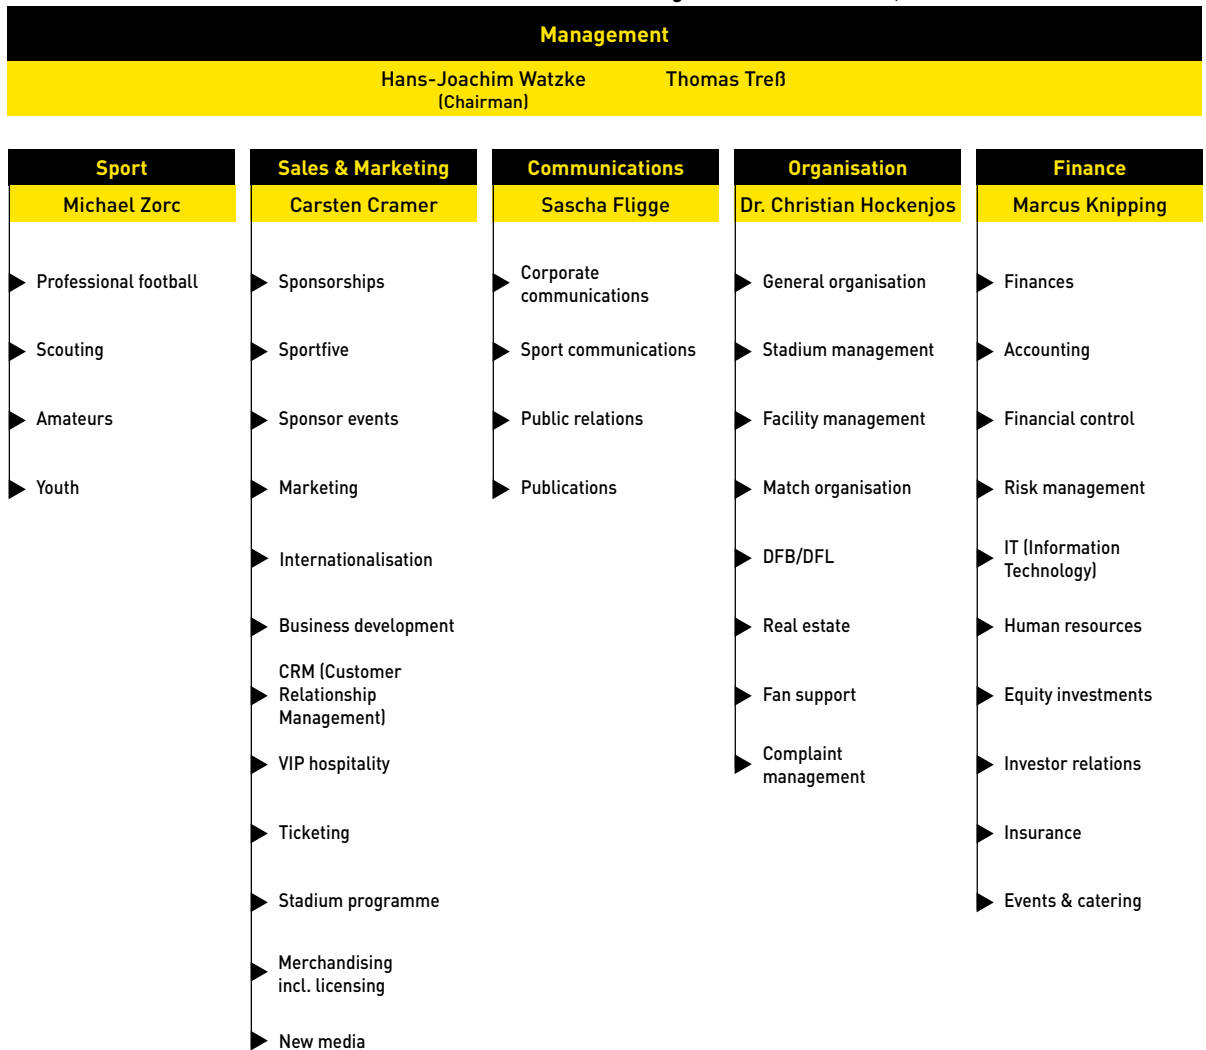 Management
Hans-Joachim Watzke
(Chairman)
Thomas Treß
Sport
Michael Zorc
Professional football
Scouting
Amateurs
Youth
Sales & Marketing
Carsten Cramer
Sponsorships
Sportfive
Sponsor events
Marketing
Internationalisation
Business development
CRM (Customer
Relationship
Management)
VIP hospitality
Ticketing
Stadium programme
Merchandising
incl. licensing
New media
Communications
Sascha Fligge
Corporate
communications
Sport communications
Public relations
Publications
Organisation
Dr. Christian Hockenjos
General organisation
Stadium management
Facility management
Match organisation
DFB/DFL
Real estate
Fan support
Complaint
management
Finance
Marcus Knipping
Finances
Accounting
Financial control
Risk management
IT (Information
Technology)
Human resources
Equity investments
Investor relations
Insurance
Events & catering